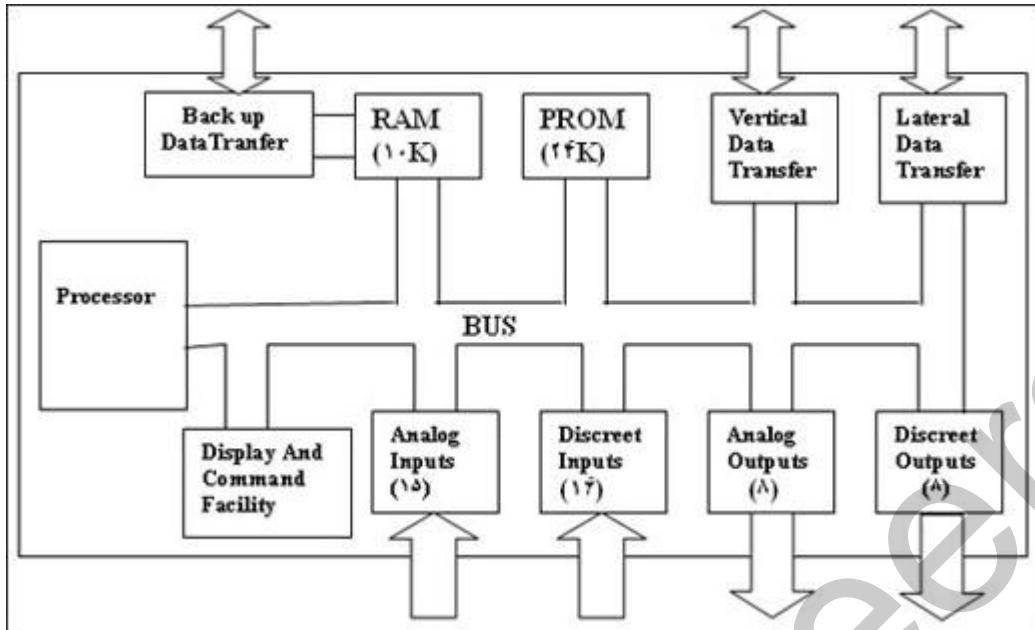 Back up
DataTranfer
RAM
(۱۰K)
PROM
(۲۴K)
Vertical
Data
Transfer
Lateral
Data
Transfer
Processor
BUS
Display And
Command
Facility
Analog
Inputs
(۱۵)
Discreet
Inputs
(۱۴)
Analog
Outputs
(۸)
Discreet
Outputs
(۸)